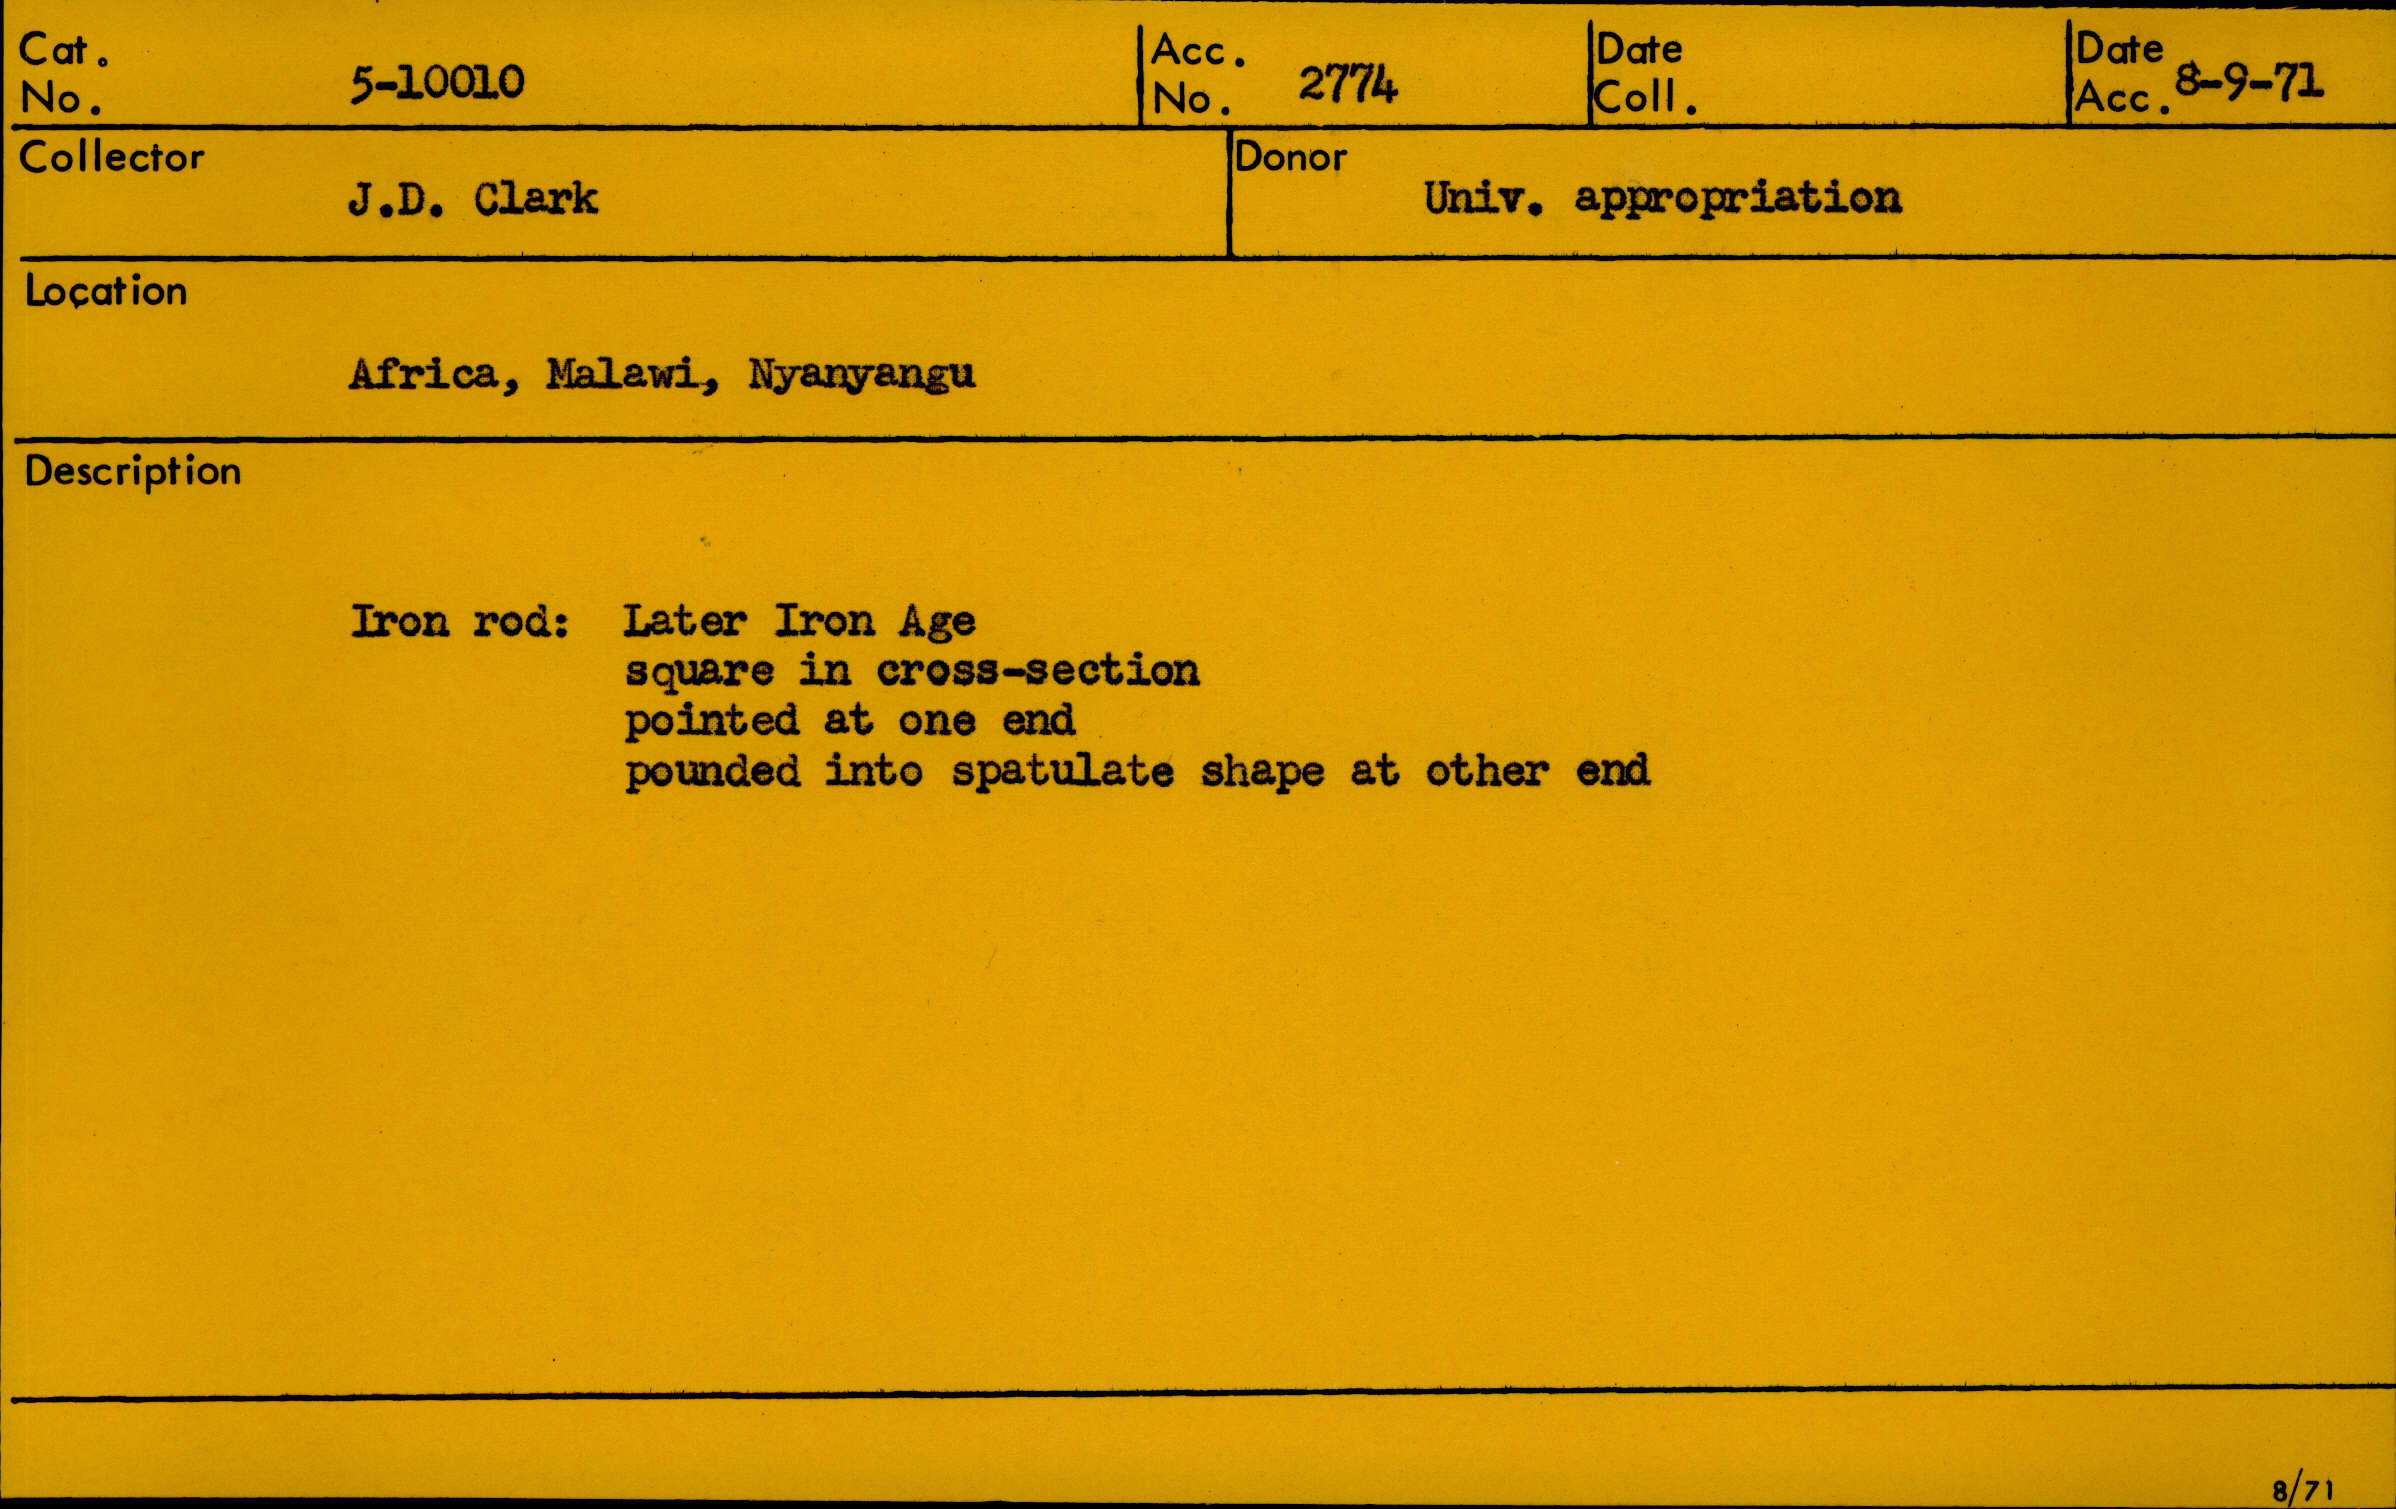 Cat. No. 5-10010 Acc. No. 2774 Date Coll. Date Acc. 8-9-71
Collector J.D. Clark Donor Univ. appropriation
Location
Africa, Malawi, Nyanyangu
Description
Iron rod: Later Iron Age
square in cross-section
pointed at one end
pounded into spatulate shape at other end
8/71